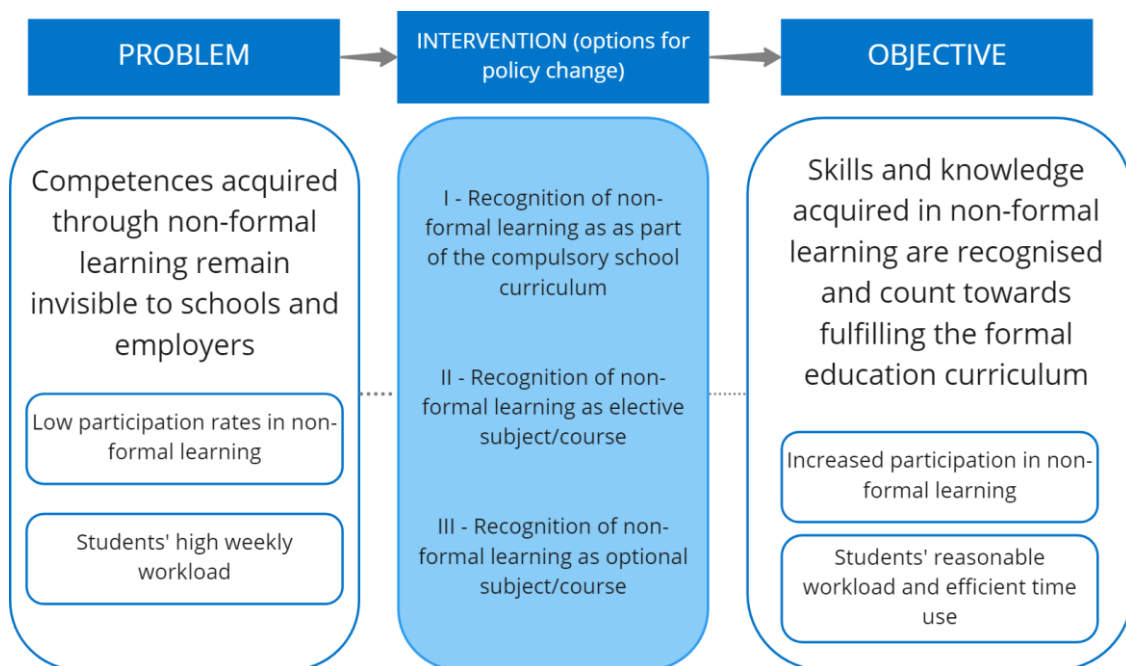 PROBLEM
Competences acquired
through non-formal
learning remain
invisible to schools and
employers
Low participation rates in non-
formal learning
Students' high weekly
workload
INTERVENTION (options for
policy change)
I - Recognition of non-
formal learning as as part
of the compulsory school
curriculum
II - Recognition of non-
formal learning as elective
subject/course
III - Recognition of non-
formal learning as optional
subject/course
OBJECTIVE
Skills and knowledge
acquired in non-formal
learning are recognised
and count towards
fulfilling the formal
education curriculum
Increased participation in non-
formal learning
Students' reasonable
workload and efficient time
use